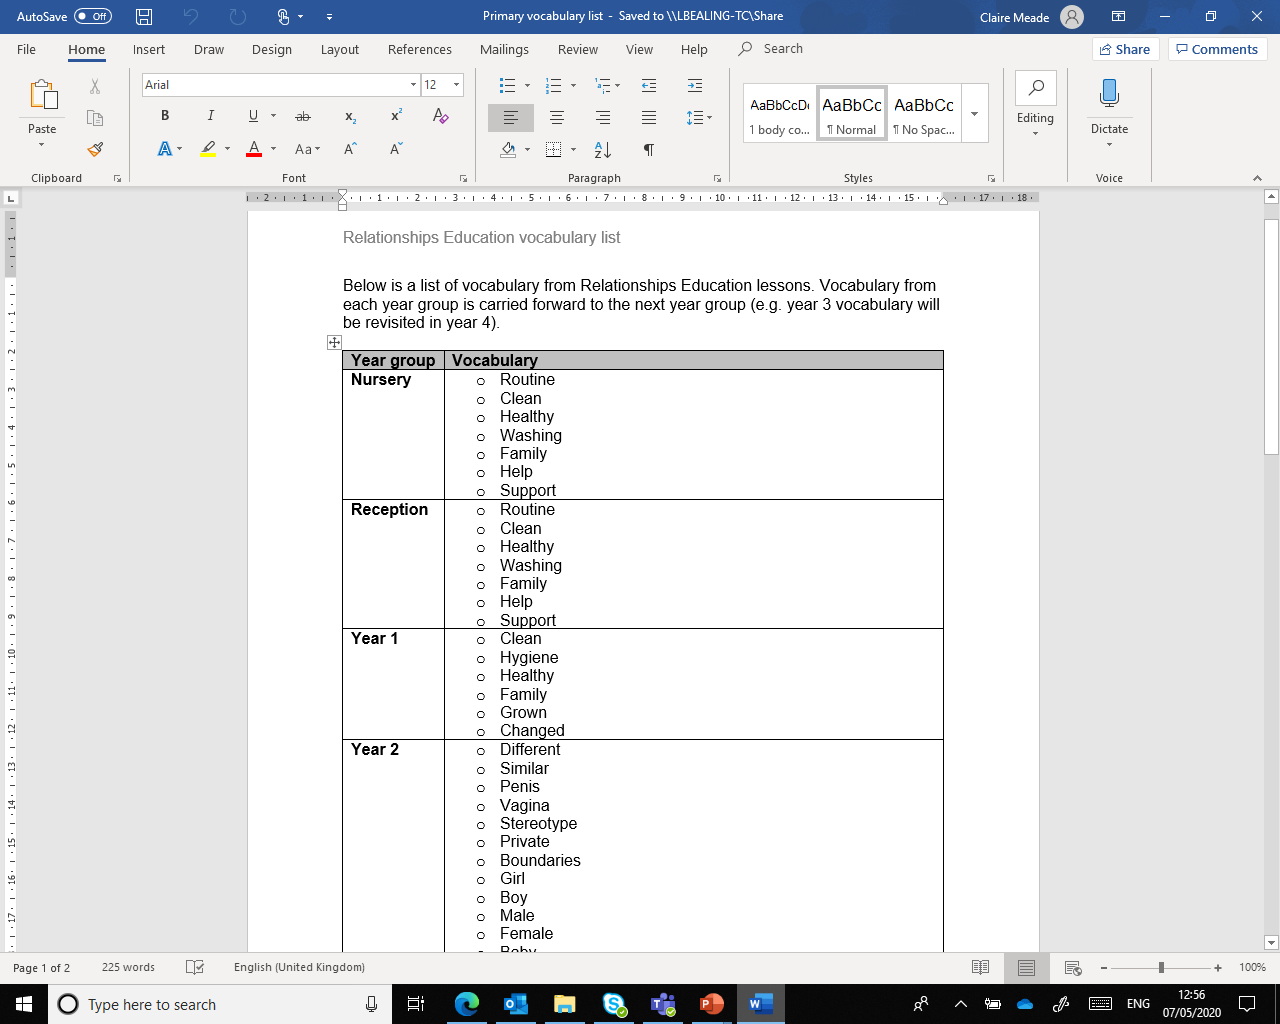 AutoSave Off Primary vocabulary list - Saved to \\LBEALING-TC\Share Claire Meade
File Home Insert Draw Design Layout References Mailings Review View Help Search Share Comments
Arial 12
AaBbCcDc AaBbCc AaBbCc
Paste
1 body co... ¶ Normal ¶ No Spac...
Editing
Dictate
Clipboard Font Paragraph Styles Voice
Relationships Education vocabulary list
Below is a list of vocabulary from Relationships Education lessons. Vocabulary from
each year group is carried forward to the next year group (e.g. year 3 vocabulary will
be revisited in year 4).
Year group Vocabulary
Nursery
o Routine
o Clean
o Healthy
o Washing
o Family
o Help
o Support
Reception
o Routine
o Clean
o Healthy
o Washing
o Family
o Help
o Support
Year 1
o Clean
o Hygiene
o Healthy
o Family
o Grown
o Changed
Year 2
o Different
o Similar
o Penis
o Vagina
o Stereotype
o Private
o Boundaries
o Girl
o Boy
o Male
o Female
Page 1 of 2 225 words English (United Kingdom) 100%
Type here to search
ENG
12:56
07/05/2020